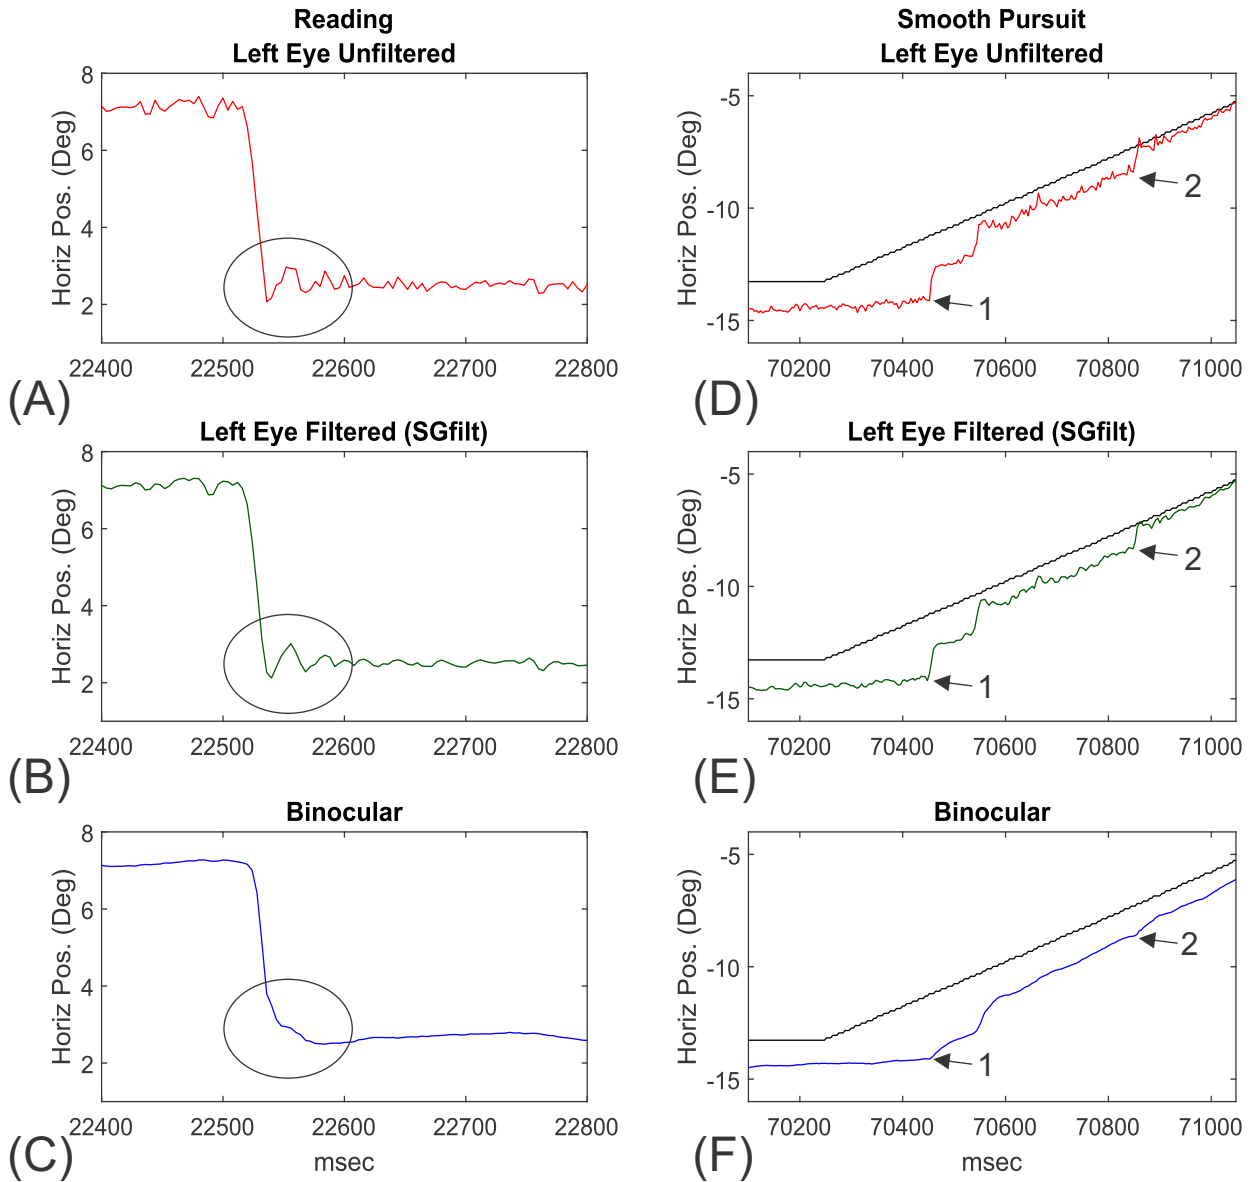 Reading
Left Eye Unfiltered
8
6
4
2
Horiz Pos. (Deg)
22400 22500 22600 22700 22800
(A)
Smooth Pursuit
Left Eye Unfiltered
-5
-10
-15
Horiz Pos. (Deg)
1
2
70200 70400 70600 70800 71000
(D)
Left Eye Filtered (SGfilt)
8
6
4
2
Horiz Pos. (Deg)
22400 22500 22600 22700 22800
(B)
Left Eye Filtered (SGfilt)
-5
-10
-15
Horiz Pos. (Deg)
1
2
70200 70400 70600 70800 71000
(E)
Binocular
8
6
4
2
Horiz Pos. (Deg)
22400 22500 22600 22700 22800
msec
(C)
Binocular
-5
-10
-15
Horiz Pos. (Deg)
1
2
70200 70400 70600 70800 71000
msec
(F)